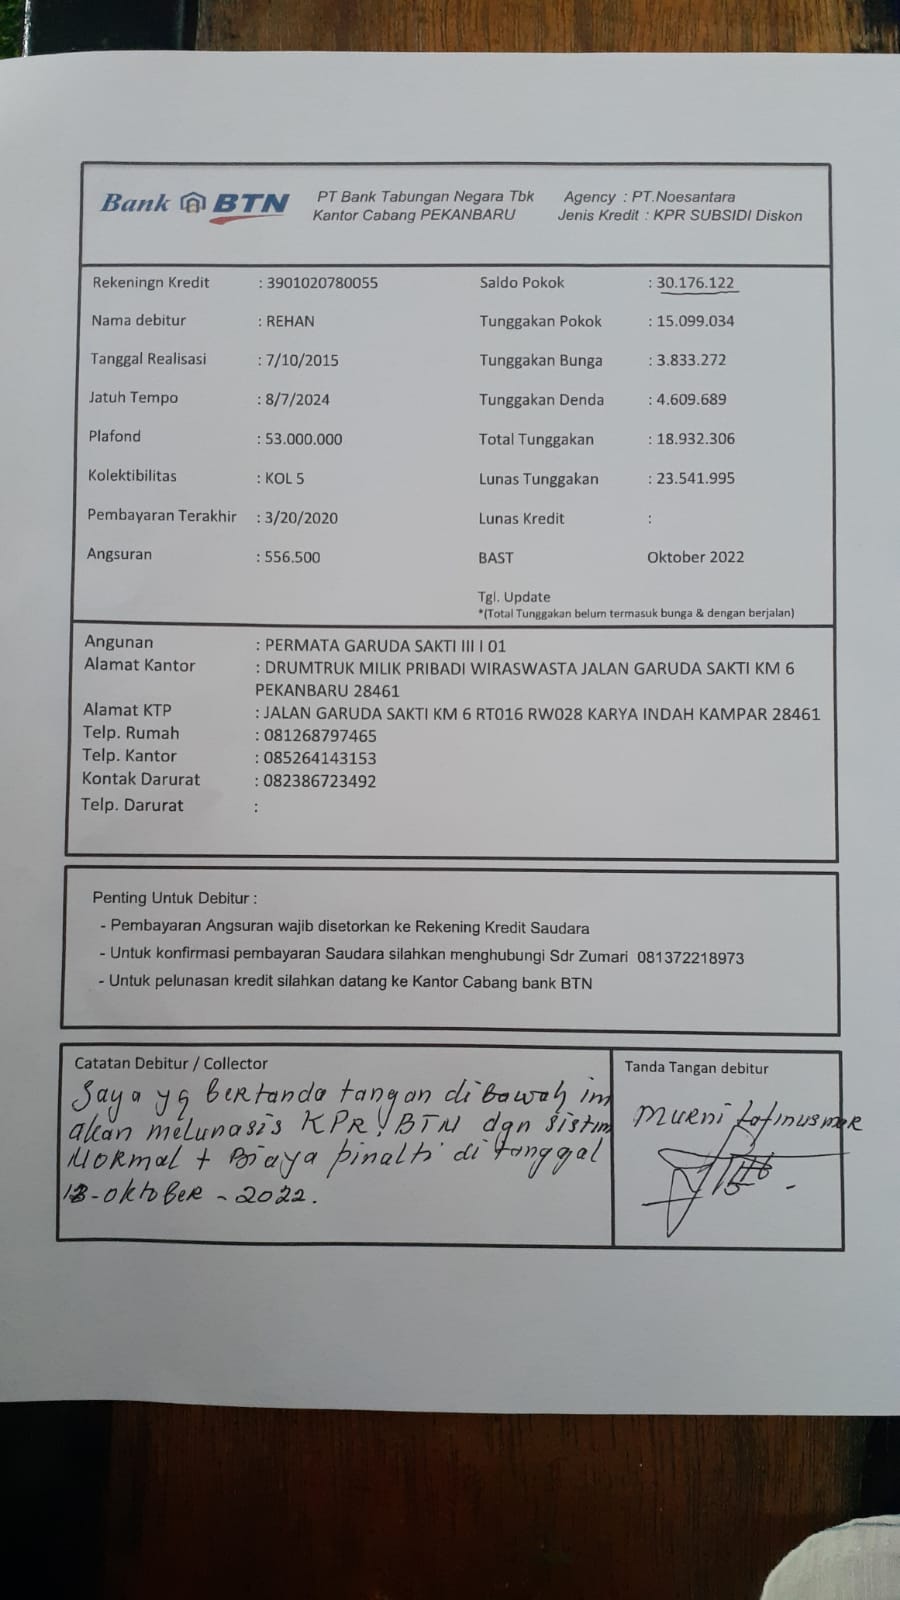 Bank BTN
PT Bank Tabungan Negara Tbk
Kantor Cabang PEKANBARU
Agency : PT.Noesantara
Jenis Kredit : KPR SUBSIDI Diskon
Rekeningn Kredit : 3901020780055
Nama debitur : REHAN
Tanggal Realisasi : 7/10/2015
Jatuh Tempo : 8/7/2024
Plafond : 53.000.000
Kolektibilitas : KOL 5
Pembayaran Terakhir : 3/20/2020
Angsuran : 556.500
Saldo Pokok : 30.176.122
Tunggakan Pokok : 15.099.034
Tunggakan Bunga : 3.833.272
Tunggakan Denda : 4.609.689
Total Tunggakan : 18.932.306
Lunas Tunggakan : 23.541.995
Lunas Kredit :
BAST Oktober 2022
Tgl. Update
*(Total Tunggakan belum termasuk bunga & dengan berjalan)
Angunan : PERMATA GARUDA SAKTI III I 01
Alamat Kantor : DRUMTRUK MILIK PRIBADI WIRASWASTA JALAN GARUDA SAKTI KM 6
PEKANBARU 28461
Alamat KTP : JALAN GARUDA SAKTI KM 6 RT016 RW028 KARYA INDAH KAMPAR 28461
Telp. Rumah : 081268797465
Telp. Kantor : 085264143153
Kontak Darurat : 082386723492
Telp. Darurat :
Penting Untuk Debitur :
- Pembayaran Angsuran wajib disetorkan ke Rekening Kredit Saudara
- Untuk konfirmasi pembayaran Saudara silahkan menghubungi Sdr Zumari 081372218973
- Untuk pelunasan kredit silahkan datang ke Kantor Cabang bank BTN
Catatan Debitur / Collector
Saya yg bertanda tangan di bawah ini
akan melunasis KPR BTN dgn sistim
Normal + Biaya pinalti di tanggal
13-oktober-2022.
Tanda Tangan debitur
Murni